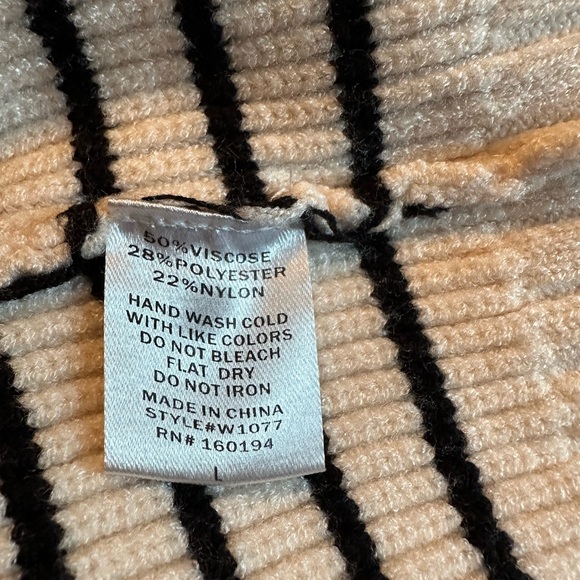 50%VISCOSE
28%POLYESTER
22%NYLON
HAND WASH COLD
WITH LIKE COLORS
DO NOT BLEACH
FLAT DRY
DO NOT IRON
MADE IN CHINA
STYLE#W1077
RN# 160194
L